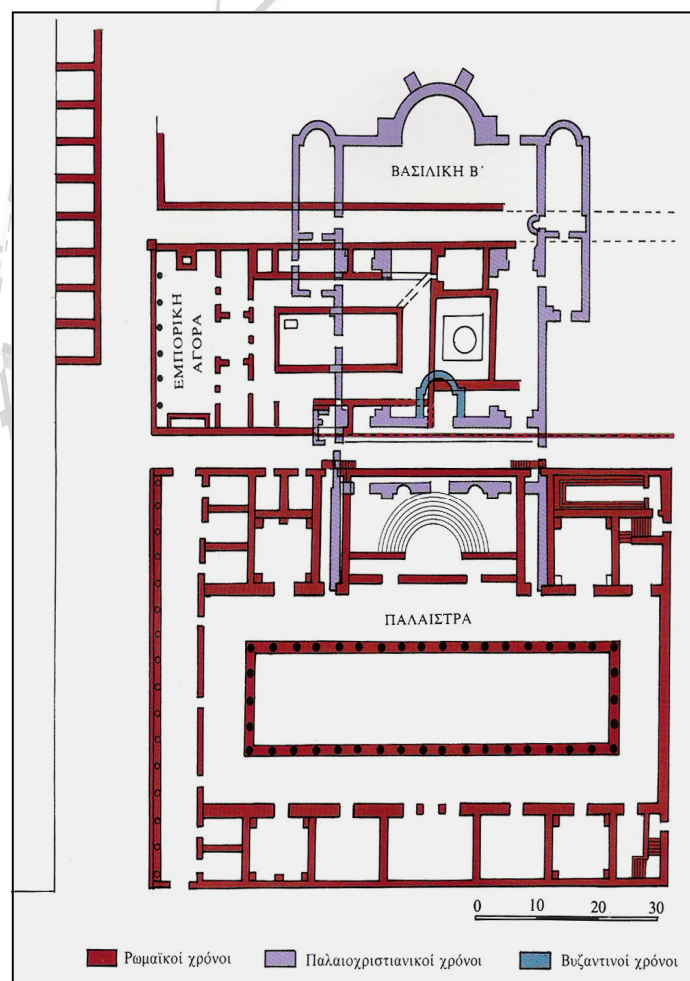 ΒΑΣΙΛΙΚΗ Β΄
ΕΜΠΟΡΙΚΗ
ΑΓΟΡΑ
ΠΑΛΑΙΣΤΡΑ
0 10 20 30
Ρωμαϊκοί χρόνοι Παλαιοχριστιανικοί χρόνοι Βυζαντινοί χρόνοι